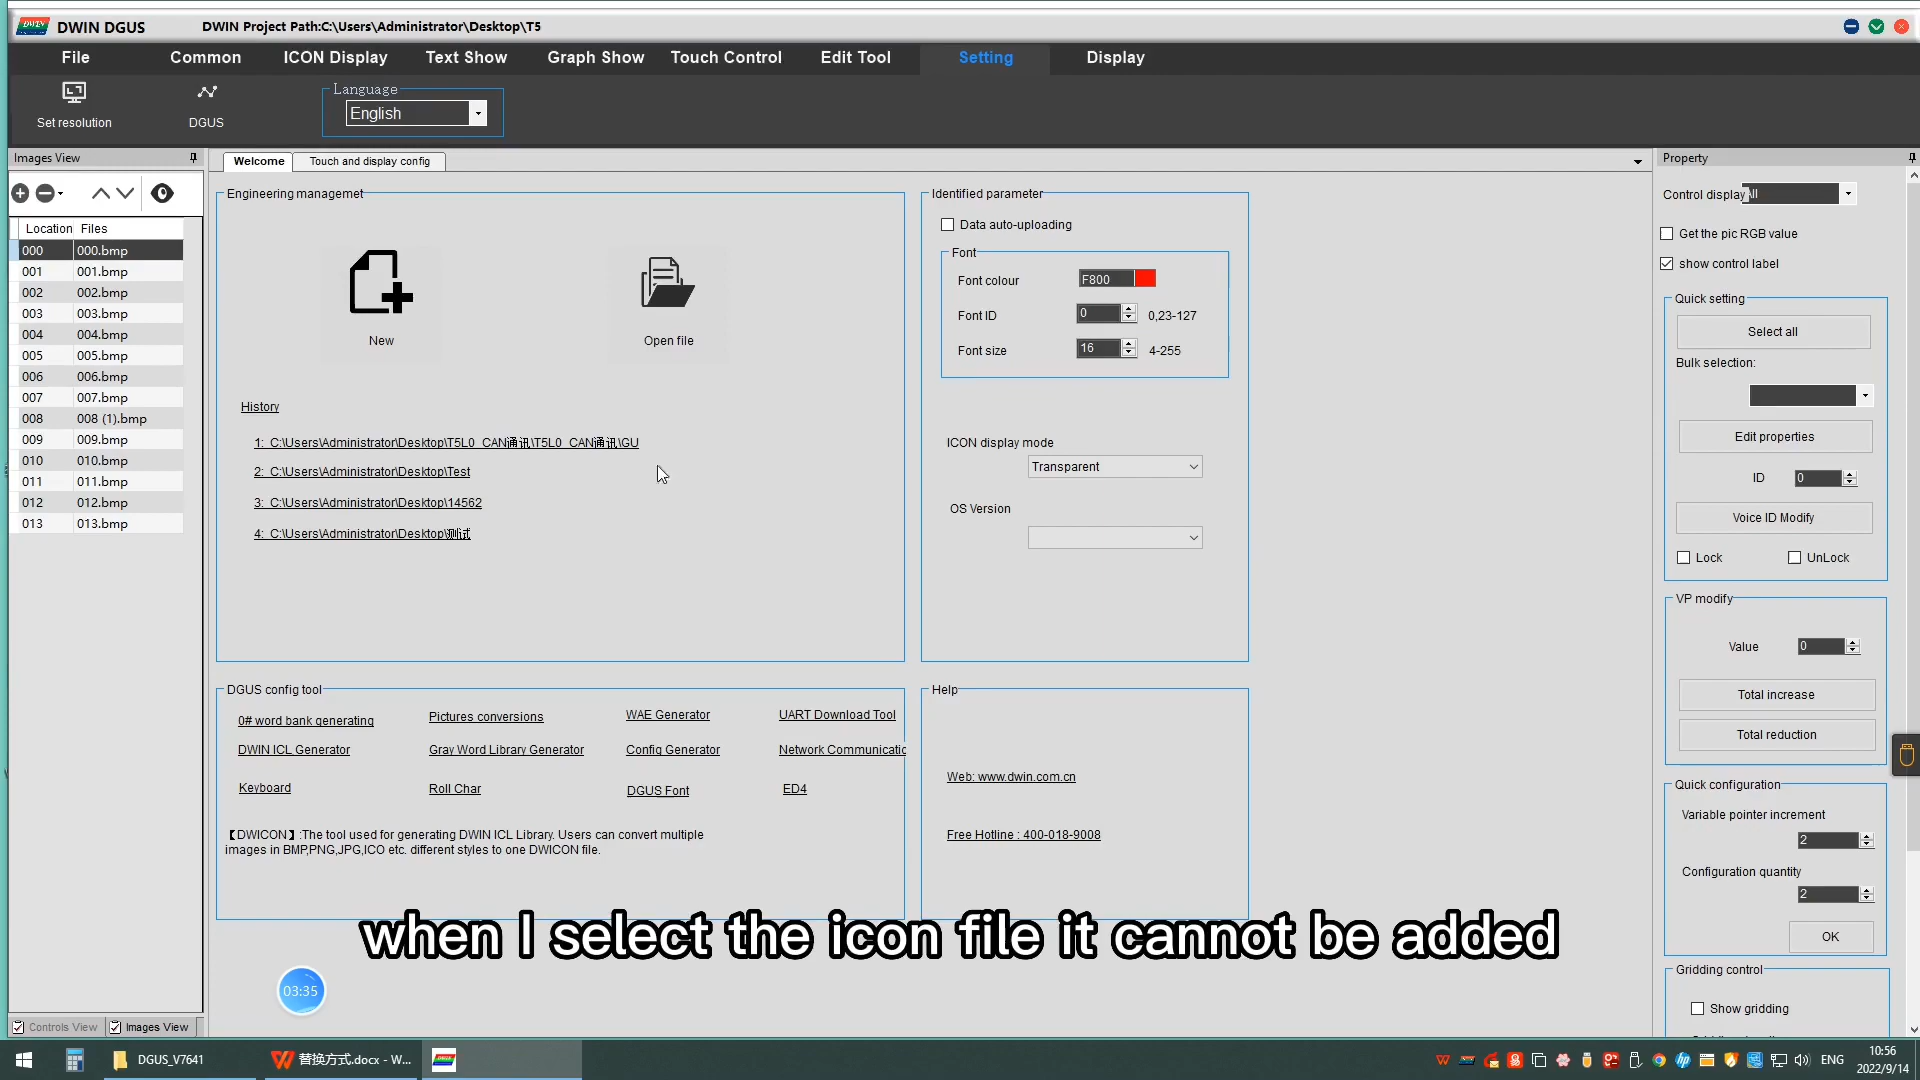 DWIN DGUS
DWIN Project Path:C:\Users\Administrator\Desktop\T5
File Common ICON Display Text Show Graph Show Touch Control Edit Tool Setting Display
Set resolution
DGUS
Language
English
Images View
Location Files
000 000.bmp
001 001.bmp
002 002.bmp
003 003.bmp
004 004.bmp
005 005.bmp
006 006.bmp
007 007.bmp
008 008 (1).bmp
009 009.bmp
010 010.bmp
011 011.bmp
012 012.bmp
013 013.bmp
Controls View
Images View
Welcome
Touch and display config
Engineering managemet
New
Open file
History
1: C:\Users\Administrator\Desktop\T5L0_CAN通讯\T5L0_CAN通讯\GU
2: C:\Users\Administrator\Desktop\Test
3: C:\Users\Administrator\Desktop\14562
4: C:\Users\Administrator\Desktop\测试
Identified parameter
Data auto-uploading
Font
Font colour F800
Font ID 0 0,23-127
Font size 16 4-255
ICON display mode
Transparent
OS Version
DGUS config tool
0# word bank generating Pictures conversions WAE Generator UART Download Tool
DWIN ICL Generator Gray Word Library Generator Config Generator Network Communicatic
Keyboard Roll Char DGUS Font ED4
【DWICON】:The tool used for generating DWIN ICL Library. Users can convert multiple
images in BMP,PNG,JPG,ICO etc. different styles to one DWICON file.
Help
Web: www.dwin.com.cn
Free Hotline : 400-018-9008
Property
Control display All
Get the pic RGB value
show control label
Quick setting
Select all
Bulk selection:
Edit properties
ID 0
Voice ID Modify
Lock UnLock
VP modify
Value 0
Total increase
Total reduction
Quick configuration
Variable pointer increment
2
Configuration quantity
2
OK
Gridding control
Show gridding
when I select the icon file it cannot be added
03:35
DGUS_V7641
替换方式.docx - W...
ENG
10:56
2022/9/14